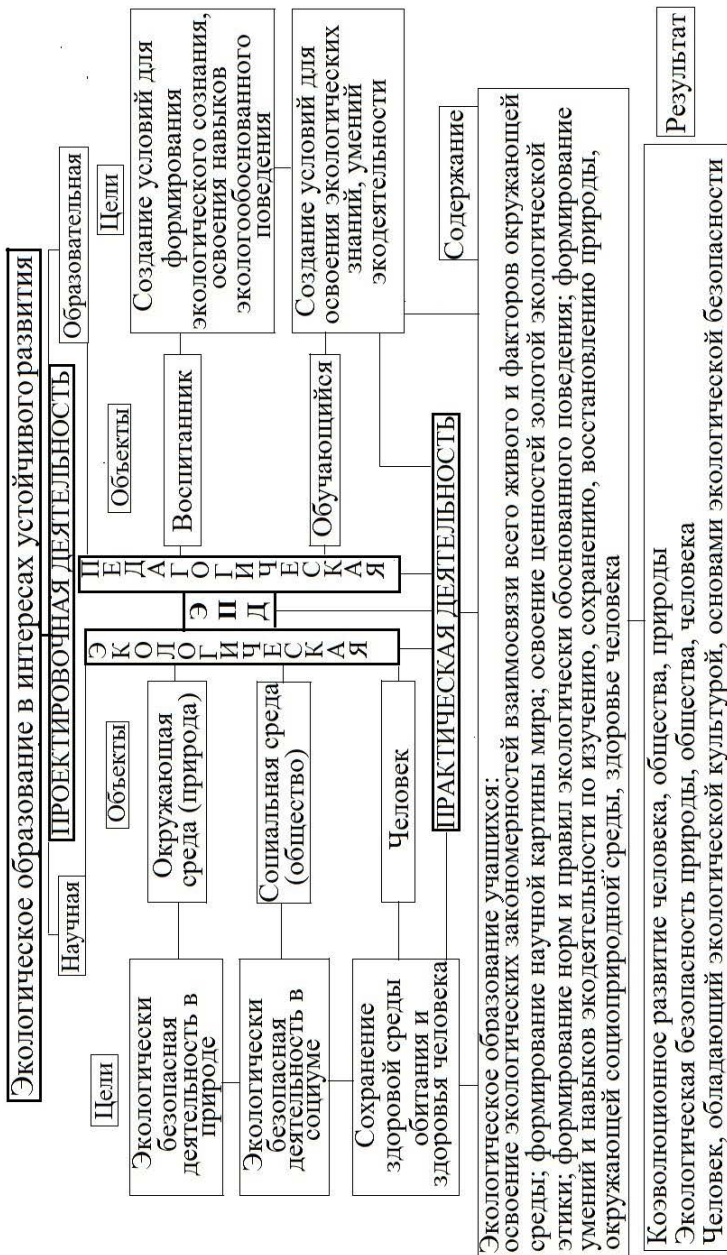 Экологическое образование в интересах устойчивого развития
ПРОЕКТИРОВОЧНАЯ ДЕЯТЕЛЬНОСТЬ
Научная
Образовательная
Цели
Объекты
Объекты
Цели
Экологически
безопасная
деятельность в
природе
Окружающая
среда (природа)
ЭКОЛОГИЧЕСКАЯ
ЭПД
ПЕДАГОГИЧЕСКАЯ
Воспитанник
Создание условий для
формирования
экологического сознания,
освоения навыков
экологообоснованного
поведения
Экологически
безопасная
деятельность в
социуме
Социальная среда
(общество)
Обучающийся
Создание условий для
освоения экологических
знаний, умений
экодеятельности
Сохранение
здоровой среды
обитания и
здоровья человека
Человек
ПРАКТИЧЕСКАЯ ДЕЯТЕЛЬНОСТЬ
Содержание
Экологическое образование учащихся:
освоение экологических закономерностей взаимосвязи всего живого и факторов окружающей
среды; формирование научной картины мира; освоение ценностей золотой экологической
этики; формирование норм и правил экологически обоснованного поведения; формирование
умений и навыков экодеятельности по изучению, сохранению, восстановлению природы,
окружающей социоприродной среды, здоровье человека
Результат
Коэволюционное развитие человека, общества, природы
Экологическая безопасность природы, общества, человека
Человек, обладающий экологической культурой, основами экологической безопасности